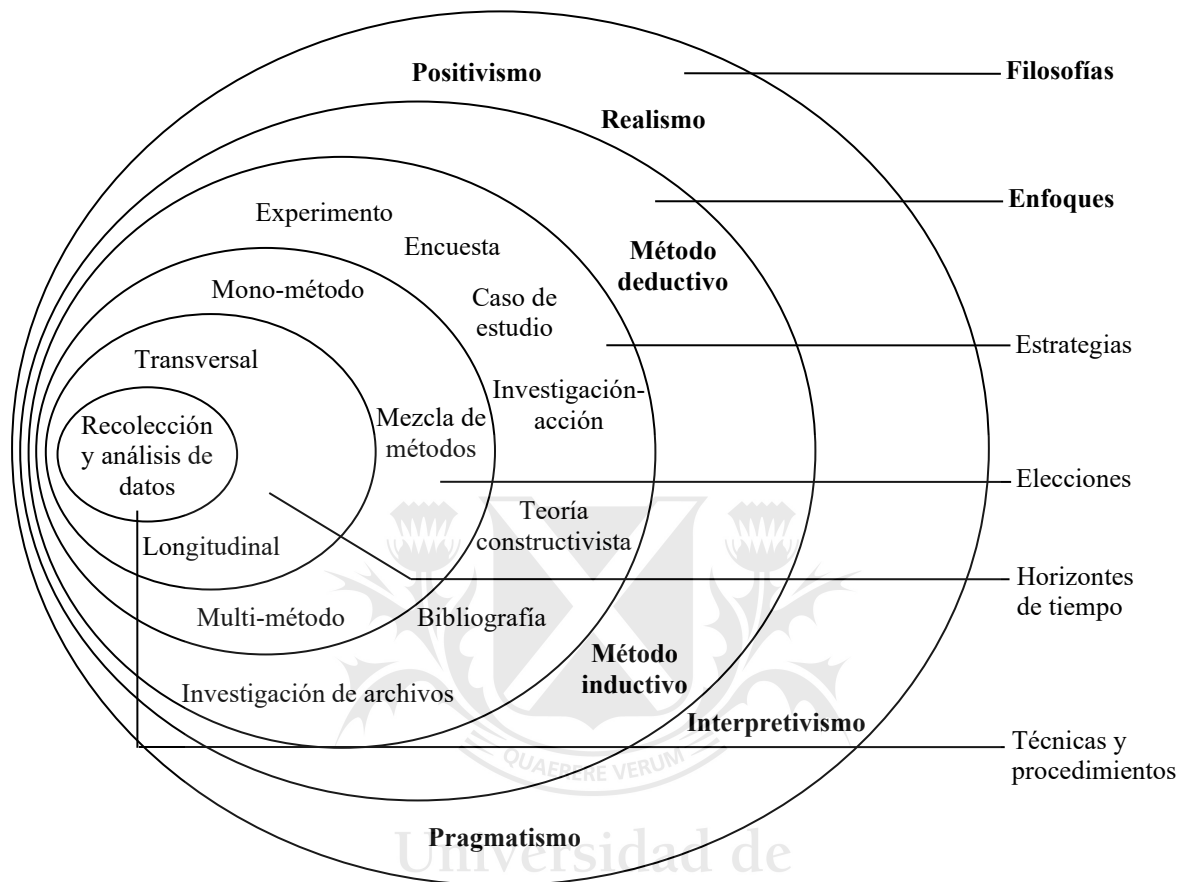 Positivismo
Filosofías
Realismo
Enfoques
Experimento
Encuesta
Método
deductivo
Mono-método
Caso de
estudio
Estrategias
Transversal
Investigación-
acción
Mezcla de
métodos
Recolección
y análisis de
datos
Elecciones
Teoría
constructivista
Longitudinal
Horizontes
de tiempo
Multi-método
Bibliografía
Método
inductivo
Investigación de archivos
Interpretivismo
Técnicas y
procedimientos
QUAERERE VERUM
Pragmatismo
Universidad de